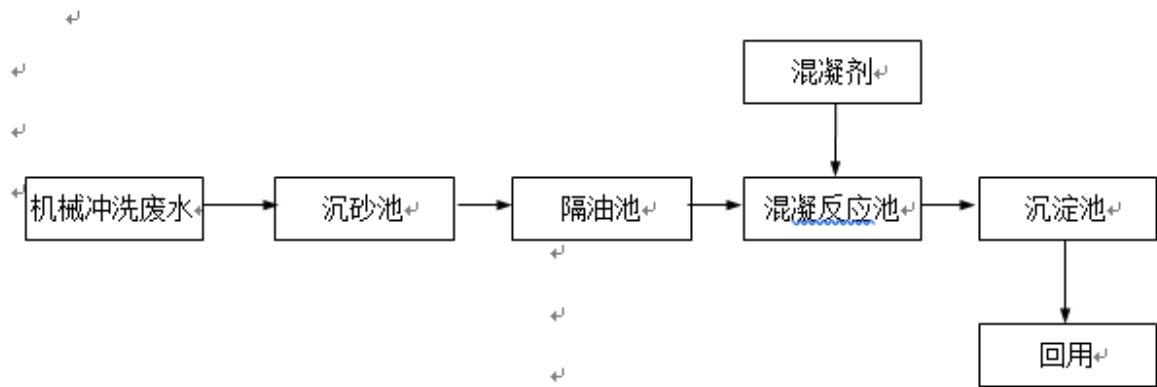 混凝剂
机械冲洗废水
沉砂池
隔油池
混凝反应池
沉淀池
回用